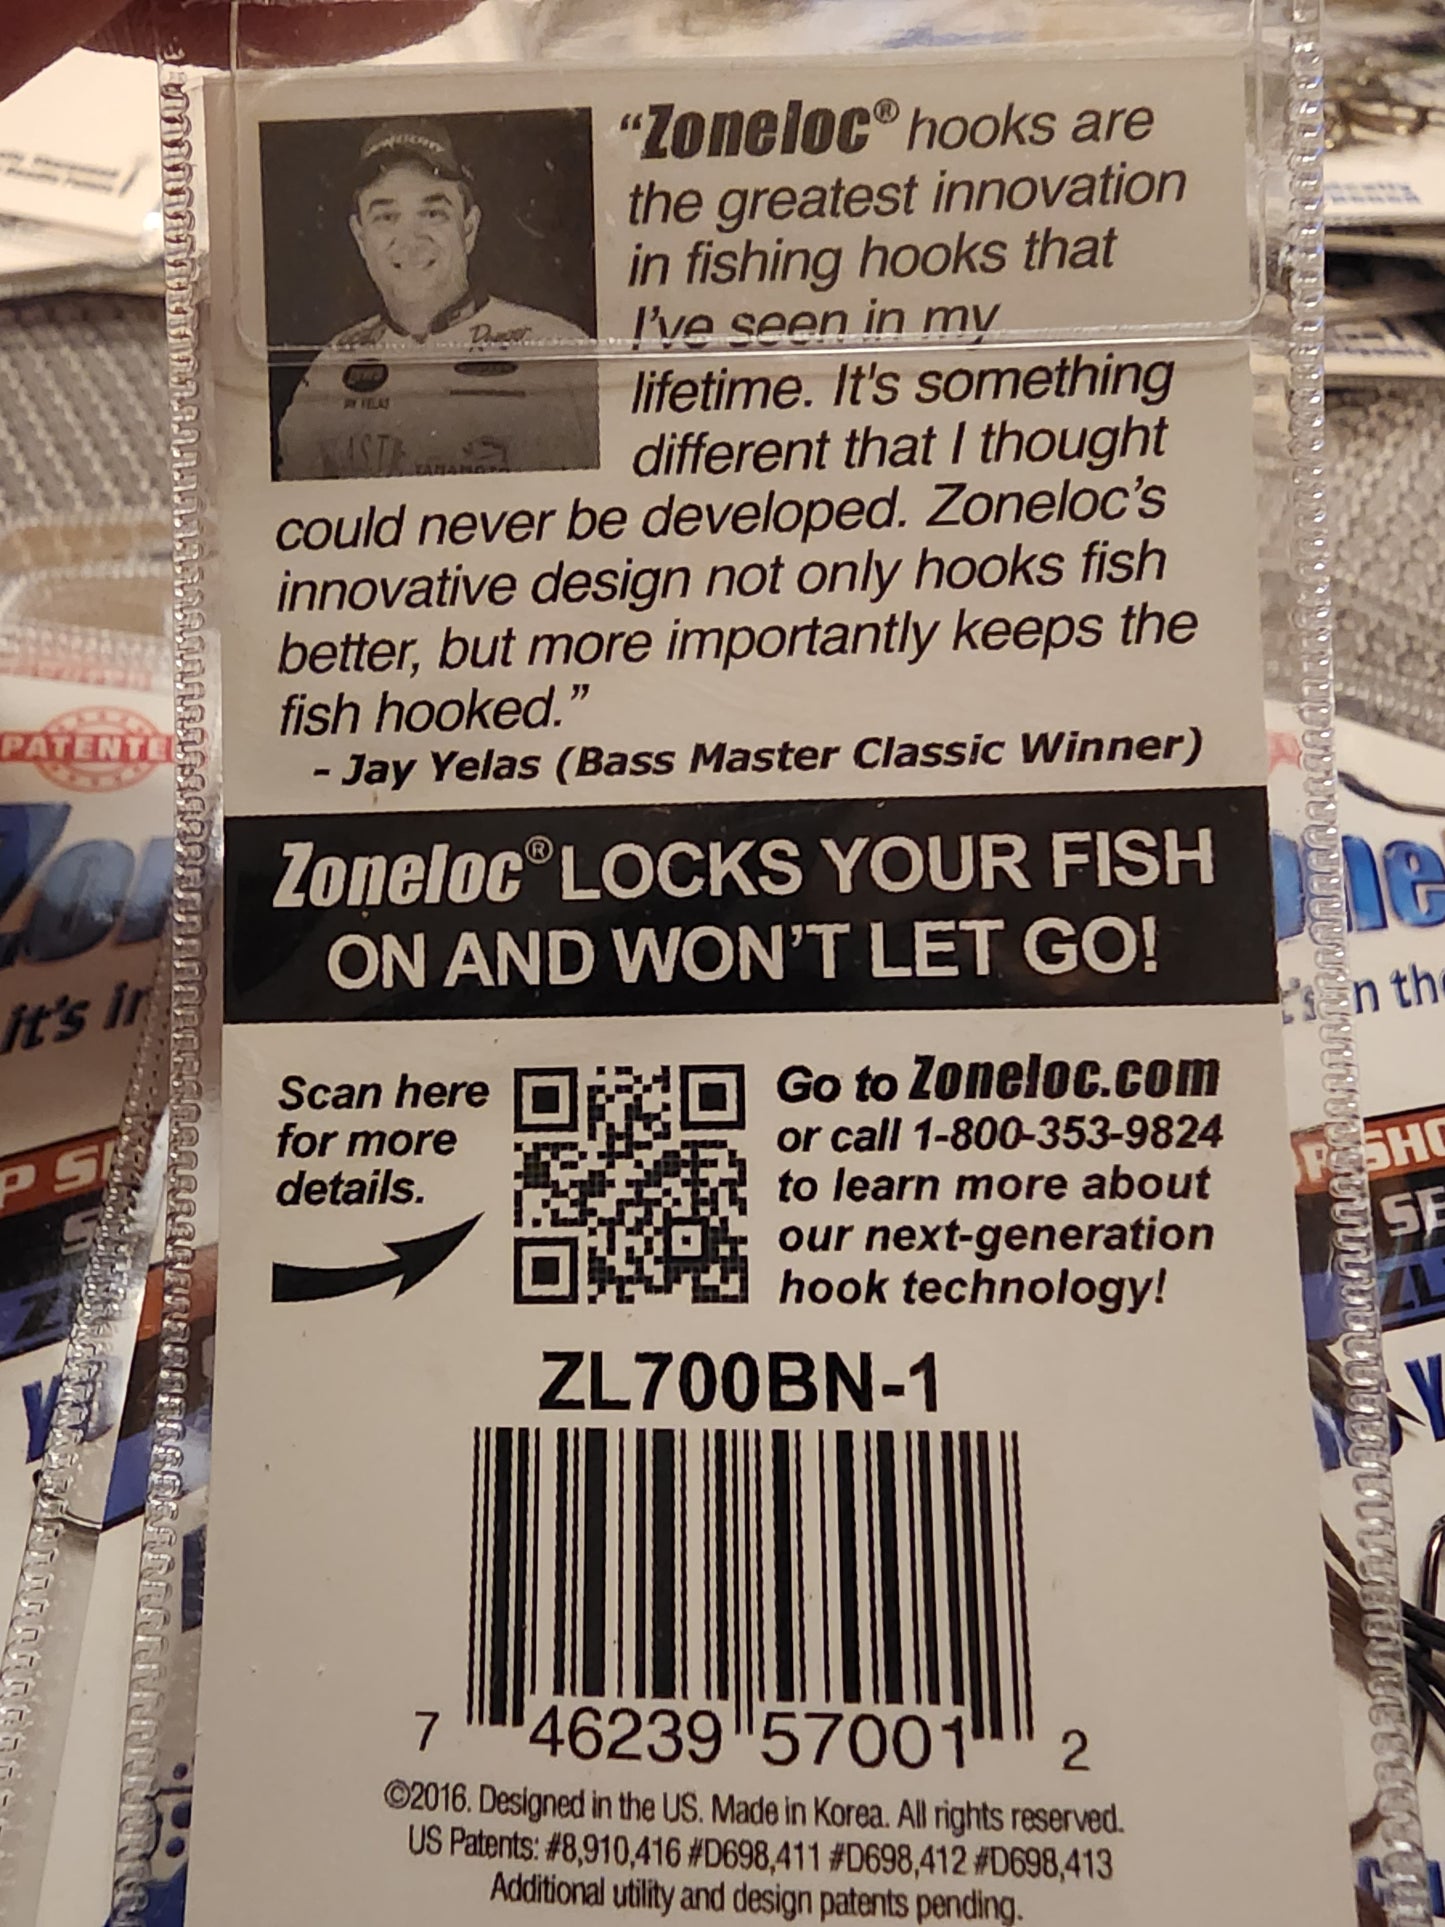 “Zoneloc® hooks are
the greatest innovation
in fishing hooks that
I’ve seen in my
lifetime. It's something
different that I thought
could never be developed. Zoneloc’s
innovative design not only hooks fish
better, but more importantly keeps the
fish hooked.”
- Jay Yelas (Bass Master Classic Winner)
Zoneloc® LOCKS YOUR FISH
ON AND WON’T LET GO!
Scan here
for more
details.
Go to Zoneloc.com
or call 1-800-353-9824
to learn more about
our next-generation
hook technology!
ZL700BN-1
7 46239 57001 2
©2016. Designed in the US. Made in Korea. All rights reserved.
US Patents: #8,910,416 #D698,411 #D698,412 #D698,413
Additional utility and design patents pending.
PATENTE
it's in